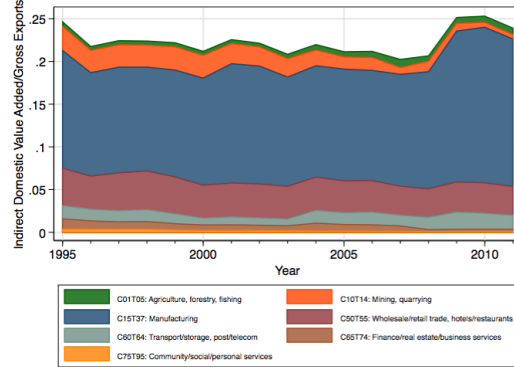 Indirect Domestic Value Added/Gross Exports
.25
.2
.15
.1
.05
0
1995
2000
2005
2010
Year
C01T05: Agriculture, forestry, fishing
C10T14: Mining, quarrying
C15T37: Manufacturing
C50T55: Wholesale/retail trade, hotels/restaurants
C60T64: Transport/storage, post/telecom
C65T74: Finance/real estate/business services
C75T95: Community/social/personal services